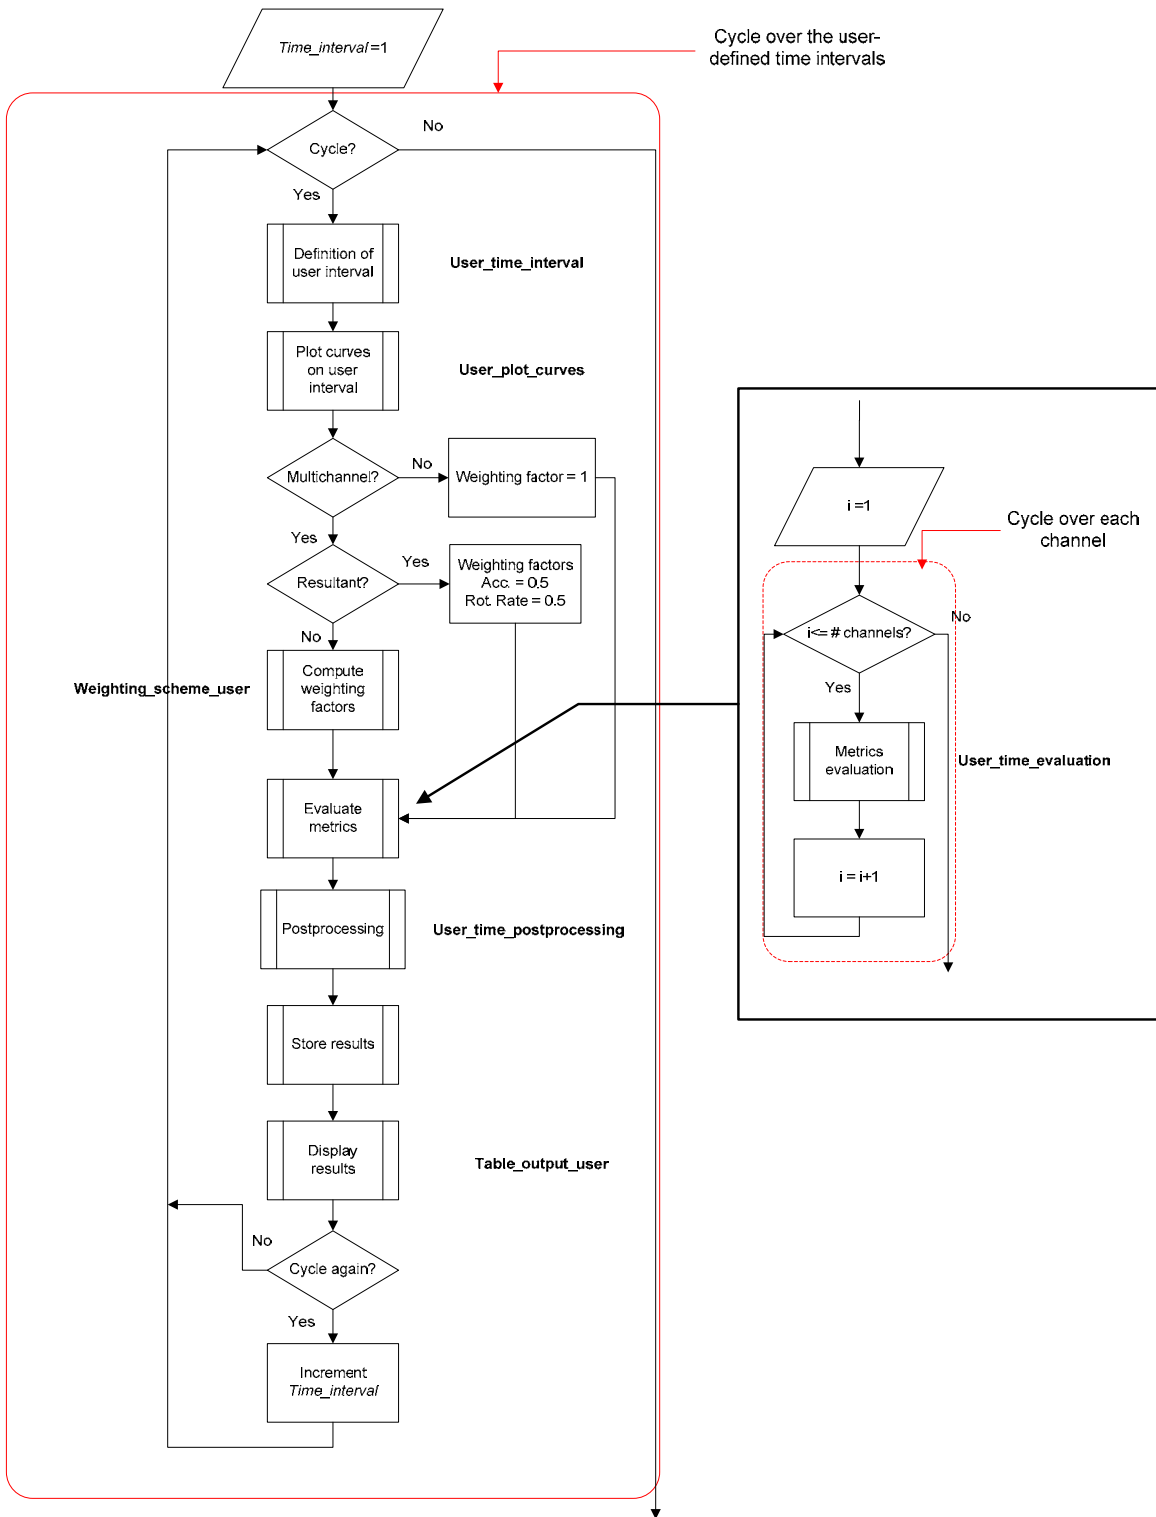 Time_interval=1
Cycle over the user-
defined time intervals
No
Cycle?
Yes
Definition of
user interval
User_time_interval
Plot curves
on user
interval
User_plot_curves
Multichannel?
No
Weighting factor = 1
Yes
Resultant?
Yes
Weighting factors
Acc. = 0.5
Rot. Rate = 0.5
No
Compute
weighting
factors
Weighting_scheme_user
Evaluate
metrics
Postprocessing
User_time_postprocessing
Store results
Display
results
Table_output_user
No
Cycle again?
Yes
Increment
Time_interval
i =1
Cycle over each
channel
No
i<= # channels?
Yes
Metrics
evaluation
User_time_evaluation
i = i+1